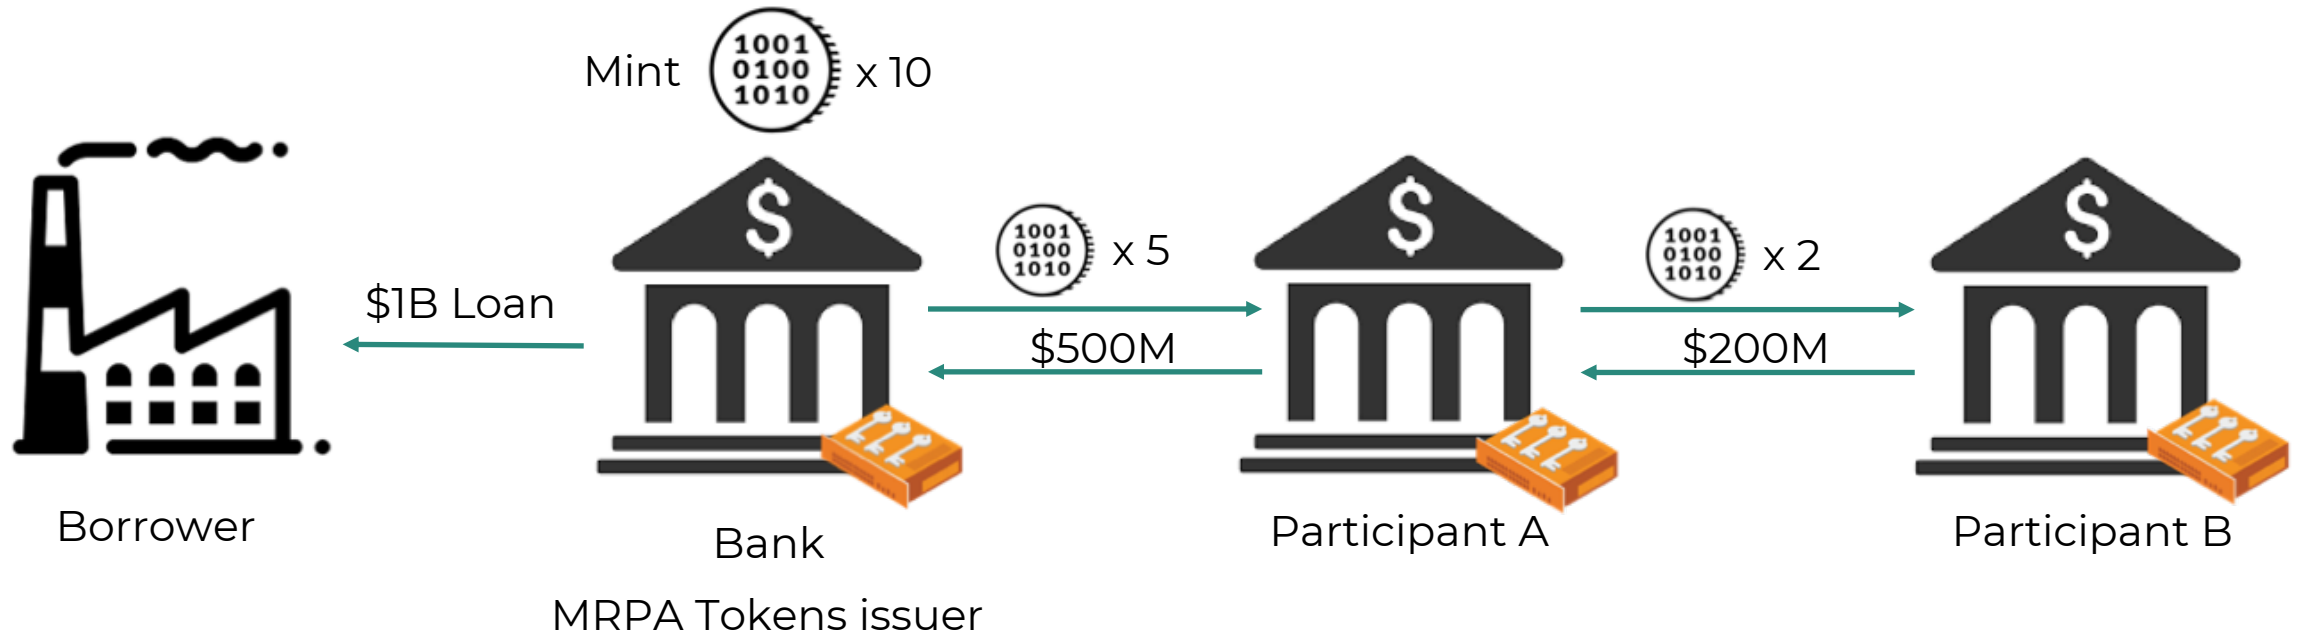 Mint
1001
0100
1010
x 10
$
$
$
1001
0100
1010
x 5
1001
0100
1010
x 2
$1B Loan
$500M
$200M
Borrower
Bank
Participant A
Participant B
MRPA Tokens issuer